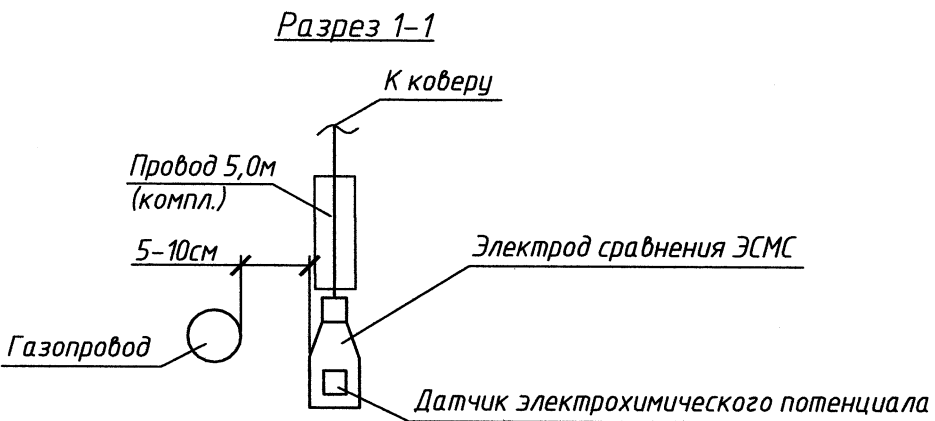 Разрез 1-1
К коверу
Провод 5,0м
(компл.)
5-10см
Электрод сравнения ЭСМС
Газопровод
Датчик электрохимического потенциала